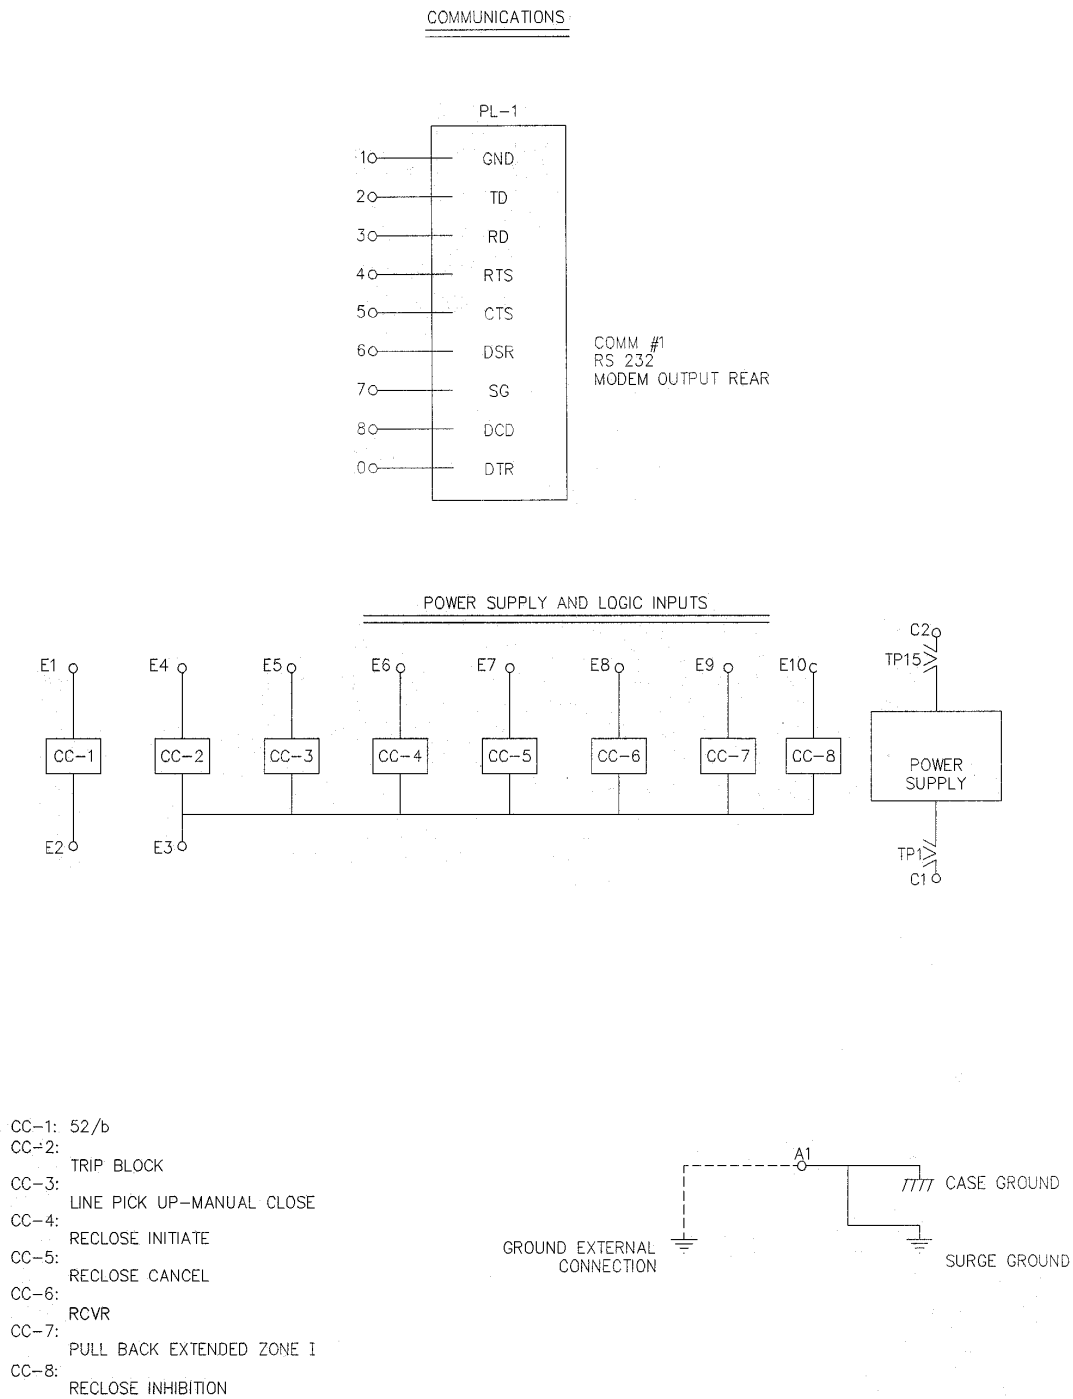 COMMUNICATIONS
PL-1
1 GND
2 TD
3 RD
4 RTS
5 CTS
6 DSR
7 SG
8 DCD
0 DTR
COMM #1
RS 232
MODEM OUTPUT REAR
POWER SUPPLY AND LOGIC INPUTS
E1 E4 E5 E6 E7 E8 E9 E10 C2
TP15
CC-1 CC-2 CC-3 CC-4 CC-5 CC-6 CC-7 CC-8
POWER
SUPPLY
E2 E3
TP1
C1
CC-1: 52/b
CC-2:
TRIP BLOCK
CC-3:
LINE PICK UP-MANUAL CLOSE
CC-4:
RECLOSE INITIATE
CC-5:
RECLOSE CANCEL
CC-6:
RCVR
CC-7:
PULL BACK EXTENDED ZONE I
CC-8:
RECLOSE INHIBITION
A1
CASE GROUND
GROUND EXTERNAL
CONNECTION
SURGE GROUND